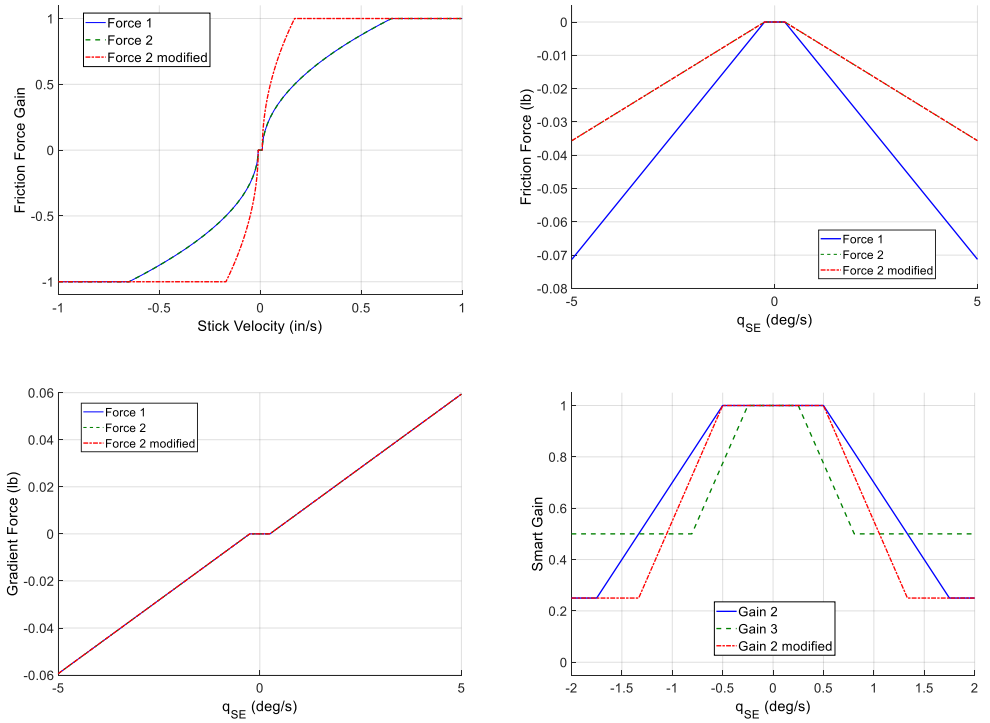 1
0.5
0
-0.5
-1
Friction Force Gain
Force 1
Force 2
Force 2 modified
-1
-0.5
0
0.5
1
Stick Velocity (in/s)
0
-0.01
-0.02
-0.03
-0.04
-0.05
-0.06
-0.07
-0.08
Friction Force (lb)
Force 1
Force 2
Force 2 modified
-5
0
5
qSE (deg/s)
0.06
0.04
0.02
0
-0.02
-0.04
-0.06
Gradient Force (lb)
Force 1
Force 2
Force 2 modified
-5
0
5
qSE (deg/s)
1
0.8
0.6
0.4
0.2
0
Smart Gain
Gain 2
Gain 3
Gain 2 modified
-2
-1.5
-1
-0.5
0
0.5
1
1.5
2
qSE (deg/s)